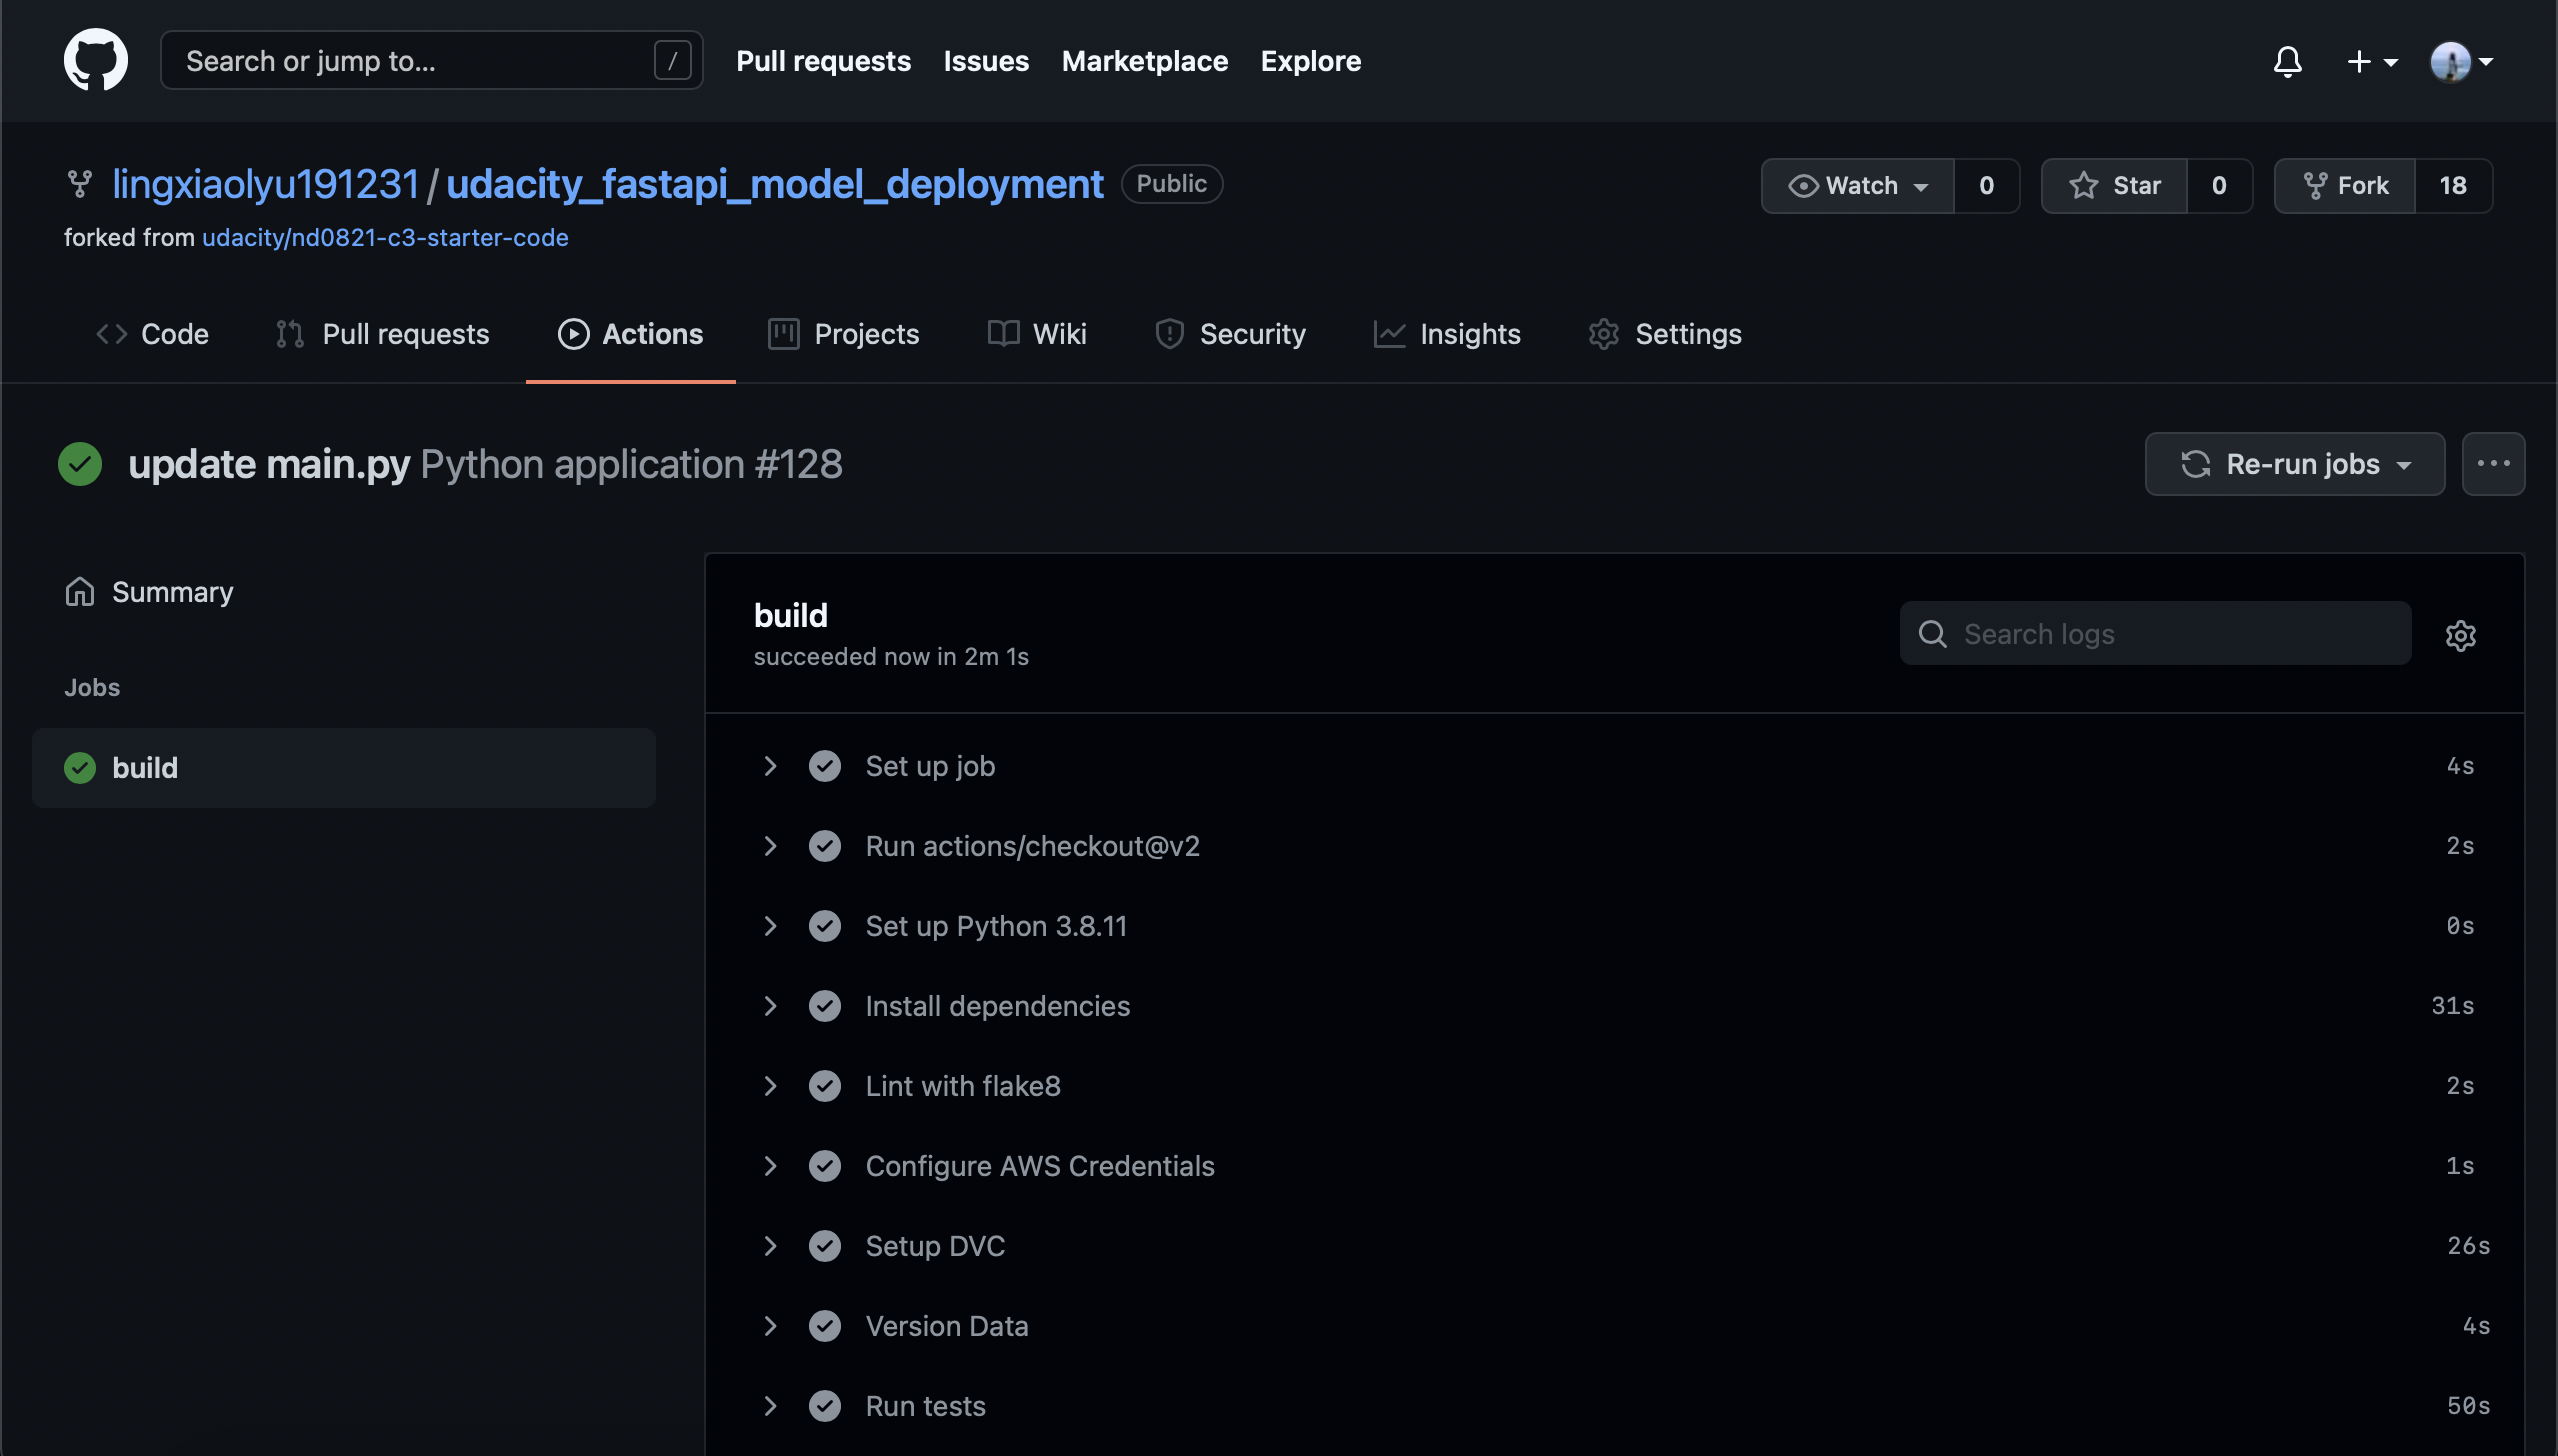 Search or jump to... / Pull requests Issues Marketplace Explore
lingxiaolyu191231/udacity_fastapi_model_deployment Public Watch 0 Star 0 Fork 18
forked from udacity/nd0821-c3-starter-code
Code Pull requests Actions Projects Wiki Security Insights Settings
update main.py Python application #128 Re-run jobs ...
Summary
Jobs
build
build
succeeded now in 2m 1s
Search logs
Set up job 4s
Run actions/checkout@v2 2s
Set up Python 3.8.11 0s
Install dependencies 31s
Lint with flake8 2s
Configure AWS Credentials 1s
Setup DVC 26s
Version Data 4s
Run tests 50s